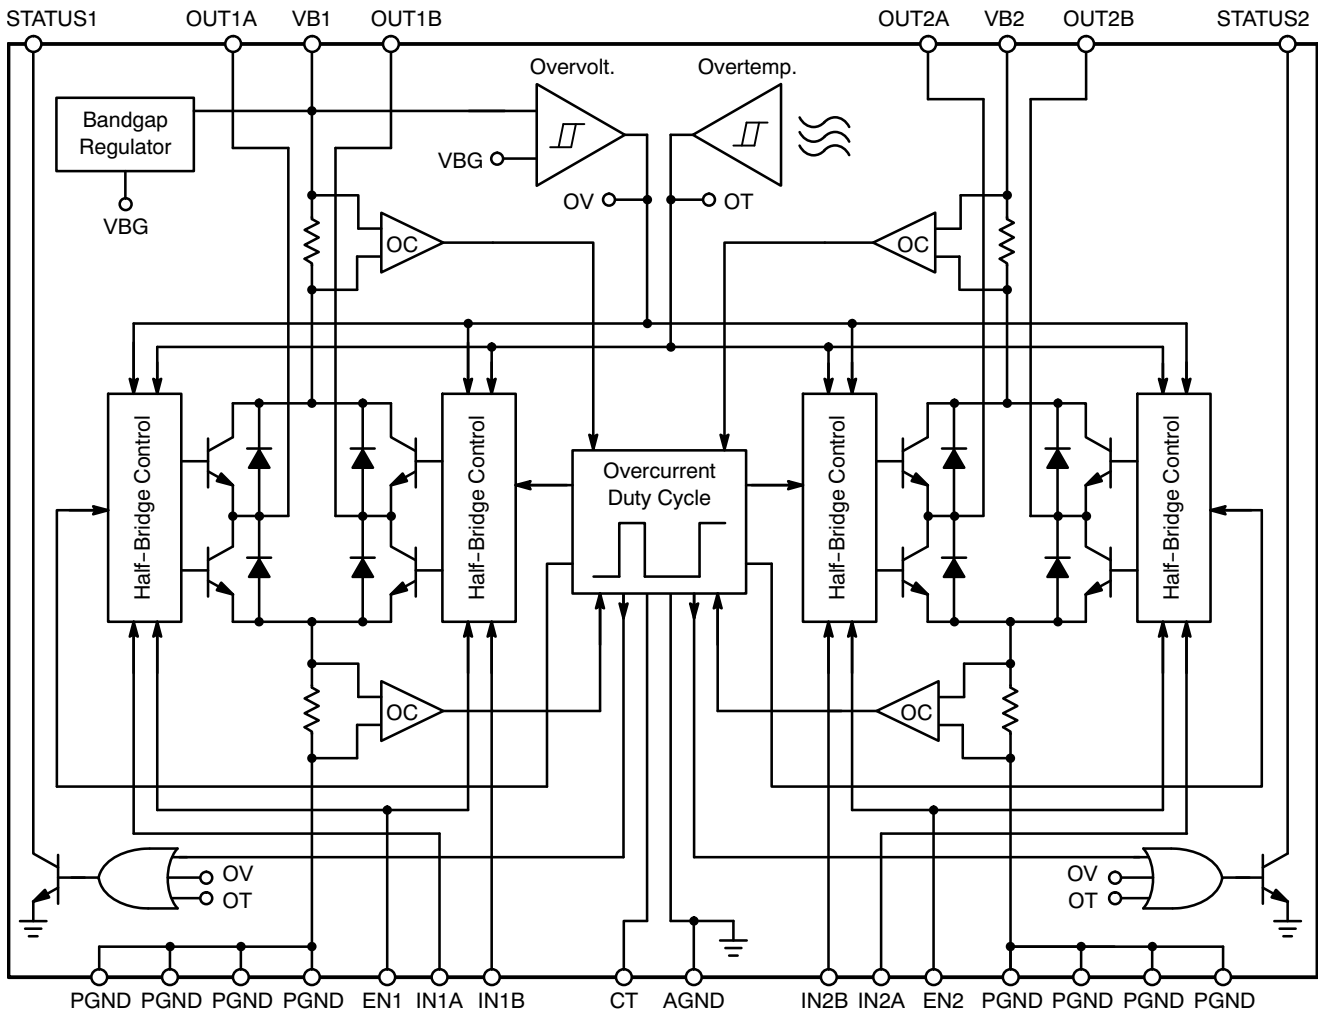 STATUS1 OUT1A VB1 OUT1B OUT2A VB2 OUT2B STATUS2
Overvolt. Overtemp.
Bandgap
Regulator
VBG
VBG
OV OT
OC OC
Half-Bridge Control
Half-Bridge Control
Overcurrent
Duty Cycle
Half-Bridge Control
Half-Bridge Control
OC OC
OV OV
OT OT
PGND PGND PGND PGND EN1 IN1A IN1B CT AGND IN2B IN2A EN2 PGND PGND PGND PGND